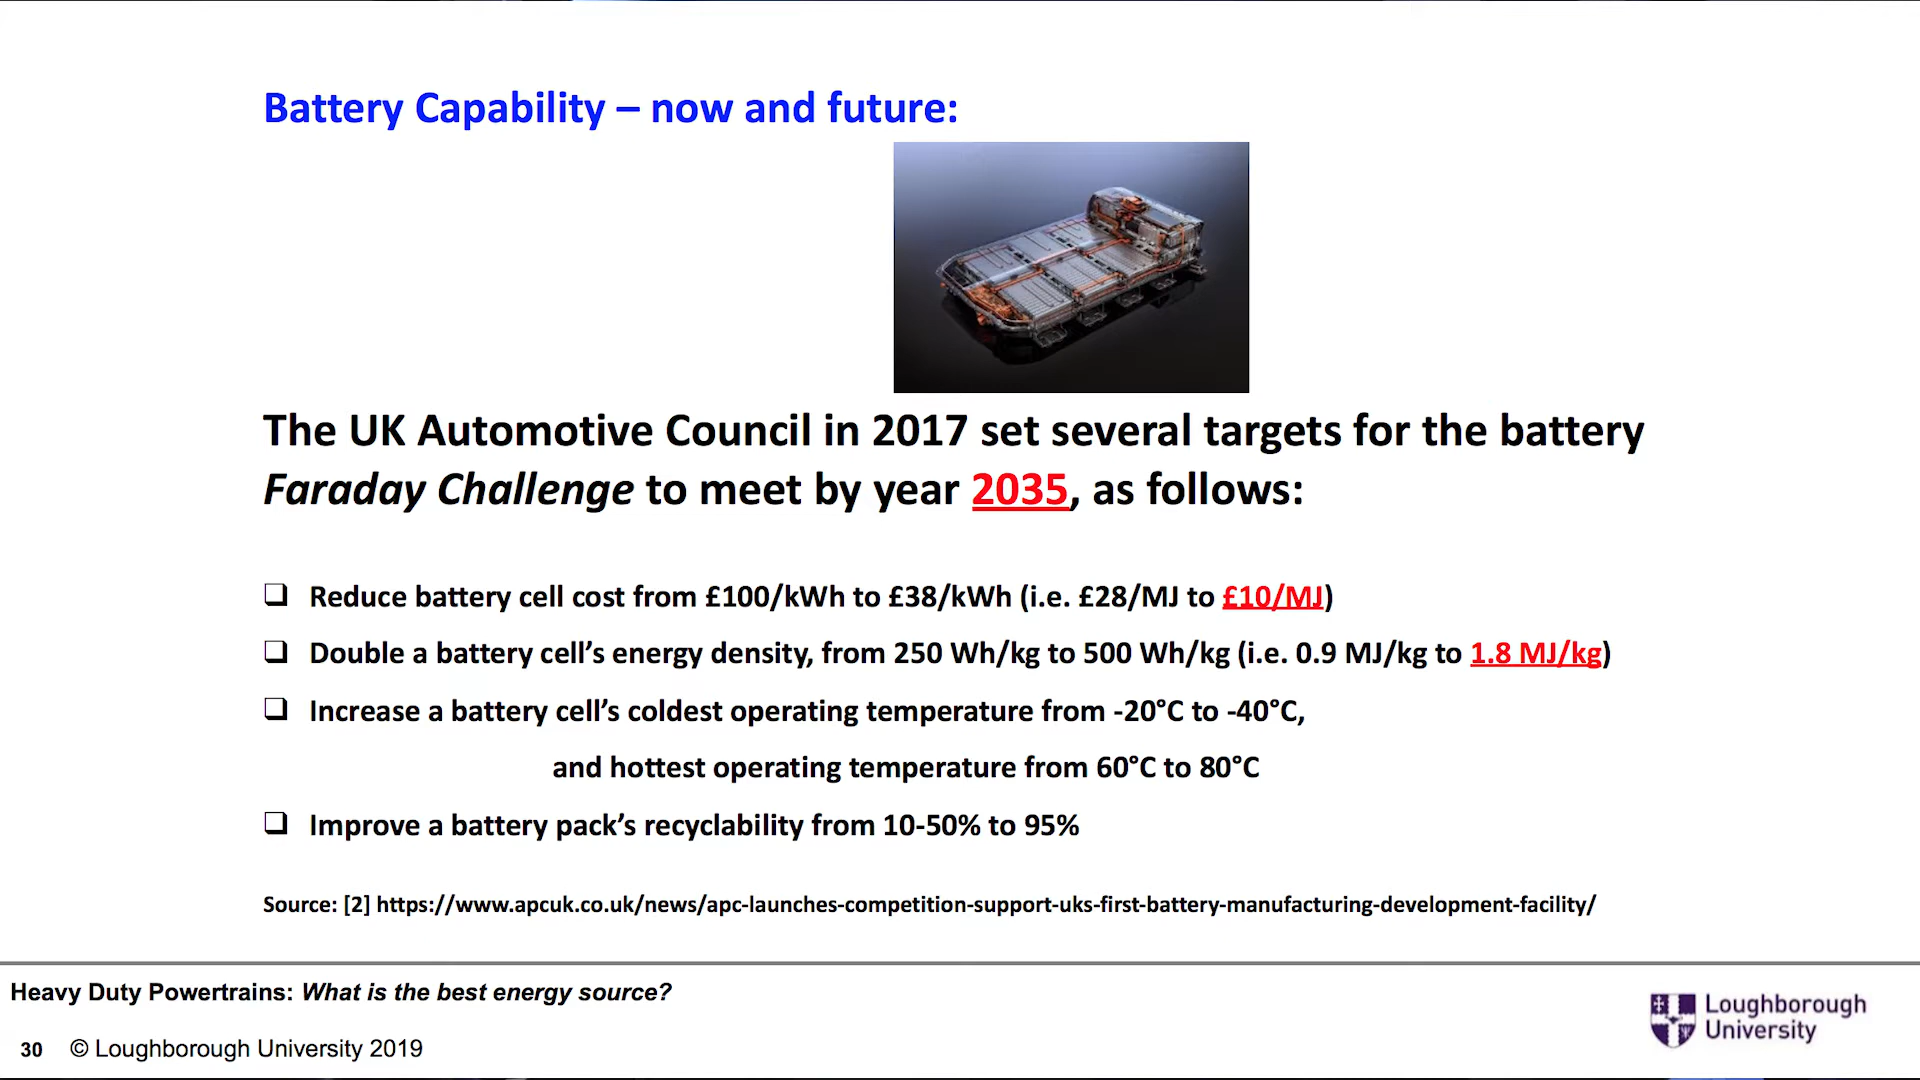 Battery Capability – now and future:
The UK Automotive Council in 2017 set several targets for the battery
Faraday Challenge to meet by year 2035, as follows:
❑ Reduce battery cell cost from £100/kWh to £38/kWh (i.e. £28/MJ to £10/MJ)
❑ Double a battery cell’s energy density, from 250 Wh/kg to 500 Wh/kg (i.e. 0.9 MJ/kg to 1.8 MJ/kg)
❑ Increase a battery cell’s coldest operating temperature from -20°C to -40°C,
and hottest operating temperature from 60°C to 80°C
❑ Improve a battery pack’s recyclability from 10-50% to 95%
Source: [2] https://www.apcuk.co.uk/news/apc-launches-competition-support-uks-first-battery-manufacturing-development-facility/
Heavy Duty Powertrains: What is the best energy source?
30 © Loughborough University 2019
Loughborough
University